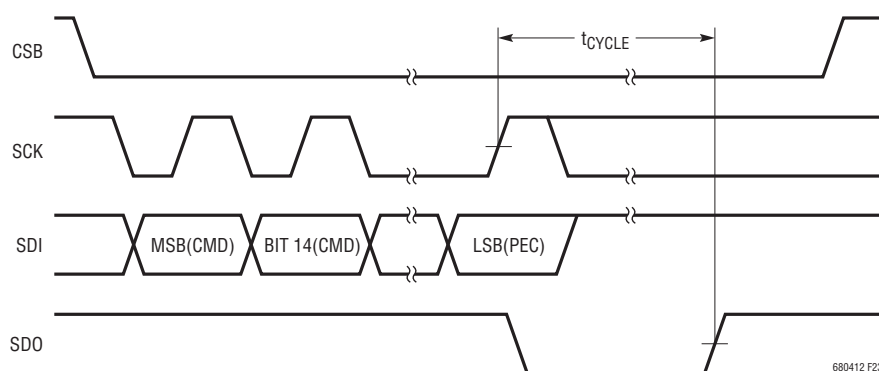 CSB
tCYCLE
SCK
SDI
MSB(CMD)
BIT 14(CMD)
LSB(PEC)
SDO
680412 F23